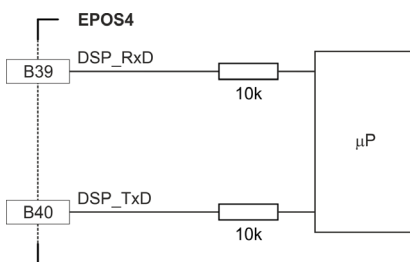 EPOS4
B39
DSP_RxD
10k
µP
B40
DSP_TxD
10k